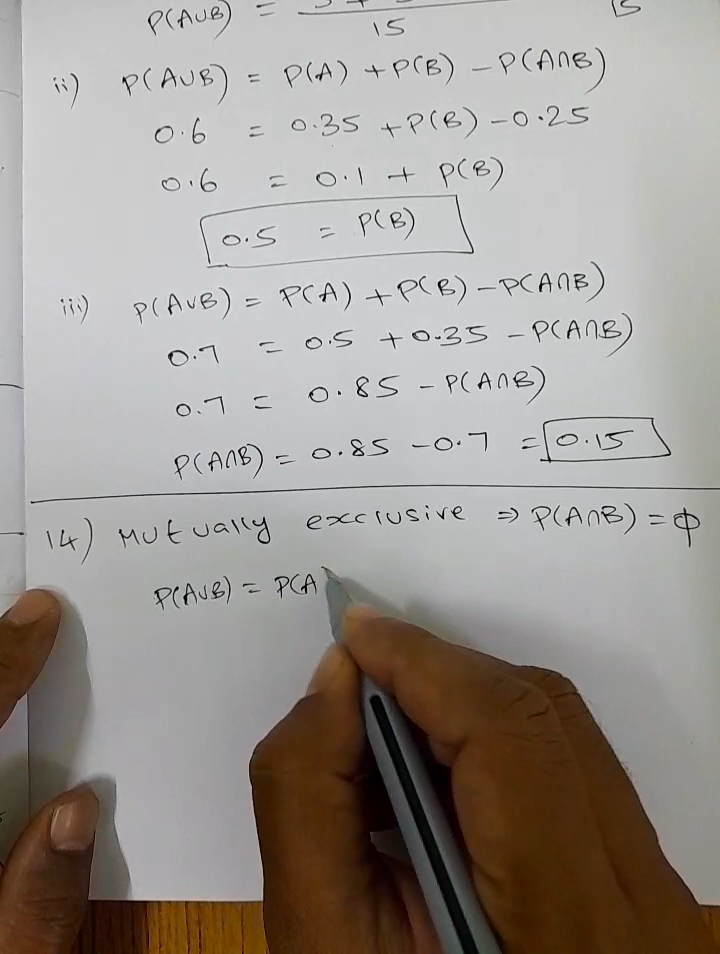 P(A∪B) =
15
15
ii) P(A∪B) = P(A) + P(B) - P(A∩B)
0.6 = 0.35 + P(B) - 0.25
0.6 = 0.1 + P(B)
0.5 = P(B)
iii) P(A∪B) = P(A) + P(B) - P(A∩B)
0.7 = 0.5 + 0.35 - P(A∩B)
0.7 = 0.85 - P(A∩B)
P(A∩B) = 0.85 - 0.7 = 0.15
14) Mutually exclusive ⇒ P(A∩B) = ϕ
P(A∪B) = P(A